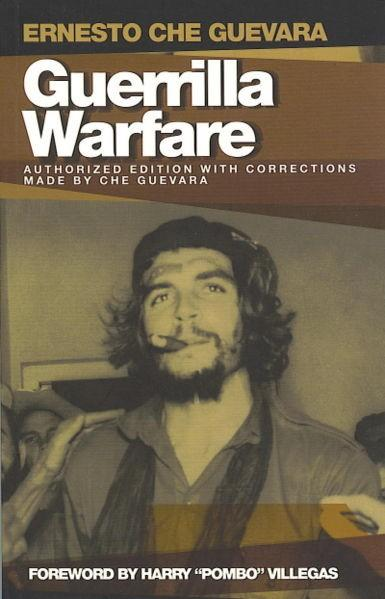 ERNESTO CHE GUEVARA
Guerrilla
Warfare
AUTHORIZED EDITION WITH CORRECTIONS
MADE BY CHE GUEVARA
FOREWORD BY HARRY “POMBO” VILLEGAS